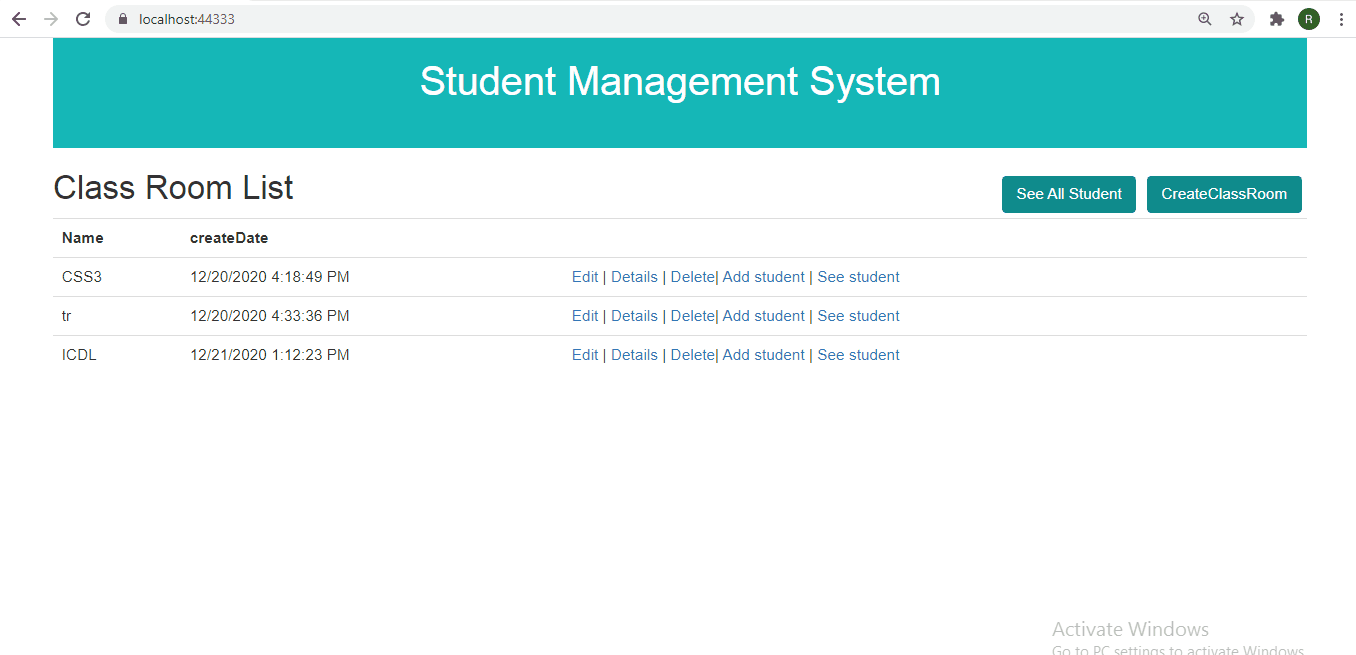 localhost:44333
R
Student Management System
Class Room List
See All Student CreateClassRoom
Name createDate
CSS3 12/20/2020 4:18:49 PM Edit | Details | Delete| Add student | See student
tr 12/20/2020 4:33:36 PM Edit | Details | Delete| Add student | See student
ICDL 12/21/2020 1:12:23 PM Edit | Details | Delete| Add student | See student
Activate Windows
Go to PC settings to activate Windows.